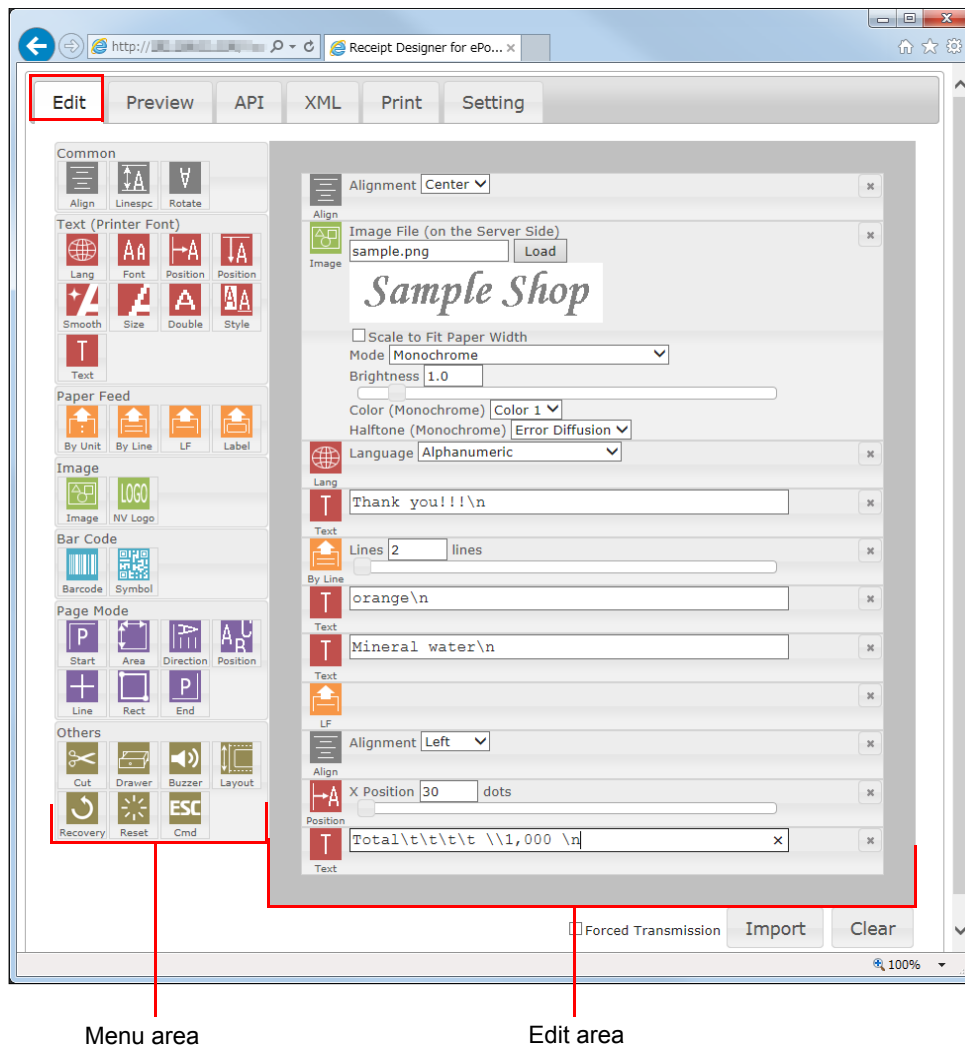 http://
Receipt Designer for ePo... ×
Edit Preview API XML Print Setting
Common
Align Linespc Rotate
Text (Printer Font)
Lang Font Position Position
Smooth Size Double Style
Text
Paper Feed
By Unit By Line LF Label
Image
LOGO
Image NV Logo
Bar Code
Barcode Symbol
Page Mode
Start Area Direction Position
Line Rect End
Others
Cut Drawer Buzzer Layout
ESC
Recovery Reset Cmd
Alignment Center
Align
Image File (on the Server Side)
sample.png Load
Image
Sample Shop
Scale to Fit Paper Width
Mode Monochrome
Brightness 1.0
Color (Monochrome) Color 1
Halftone (Monochrome) Error Diffusion
Language Alphanumeric
Lang
Thank you!!!\n
Text
Lines 2 lines
By Line
orange\n
Text
Mineral water\n
Text
LF
Alignment Left
Align
X Position 30 dots
Position
Total\t\t\t\t \\1,000 \n
Text
Forced Transmission Import Clear
100%
Menu area
Edit area